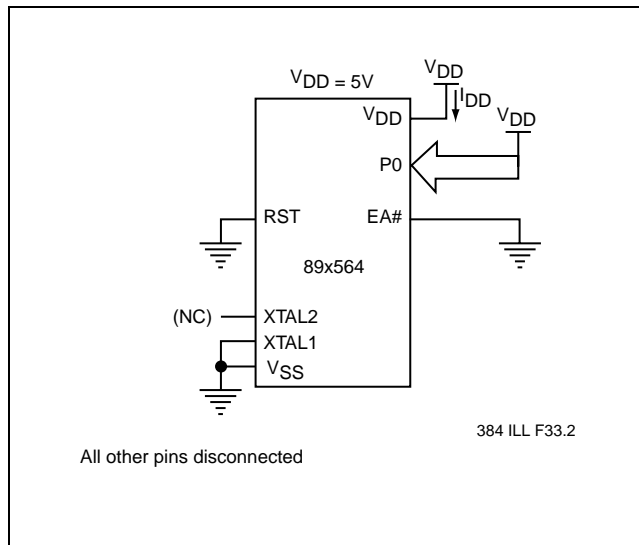 VDD = 5V
VDD
IDD
VDD
VDD
P0
RST
EA#
89x564
(NC)
XTAL2
XTAL1
VSS
384 ILL F33.2
All other pins disconnected